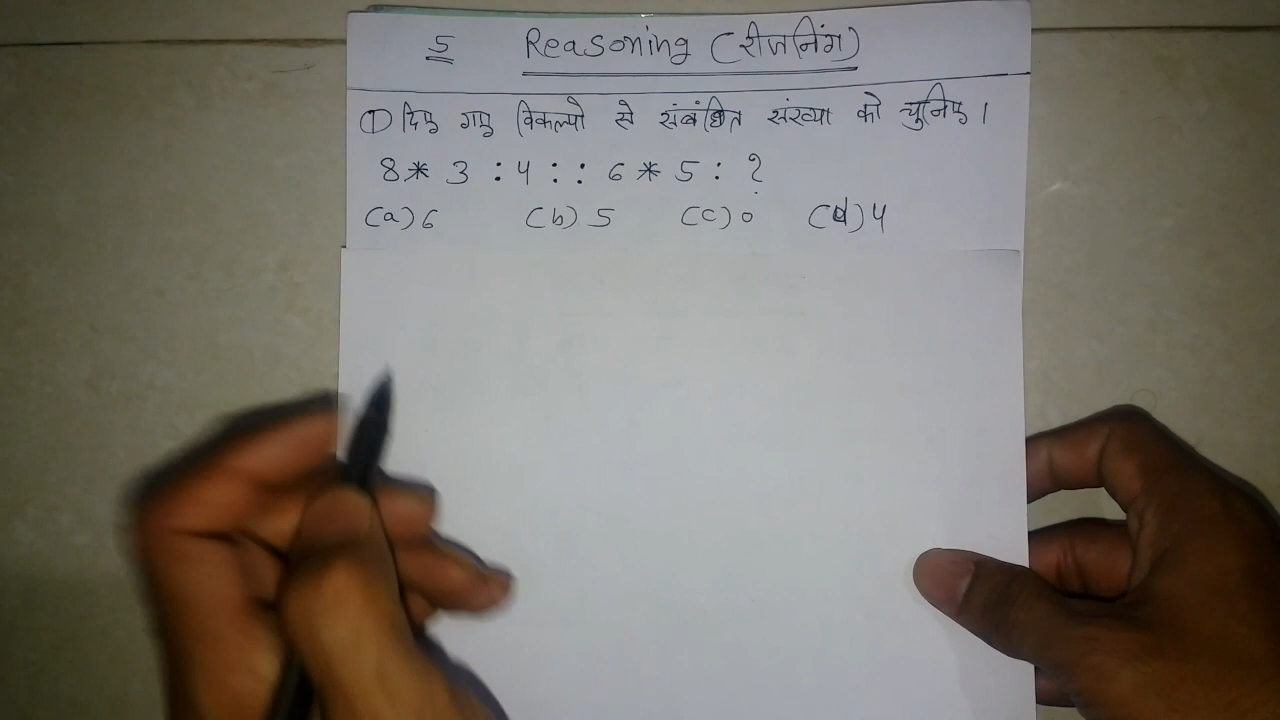 5 Reasoning (रीजनिंग)
① दिए गए विकल्पो से संबंधित संख्या को चुनिए।
8 * 3 : 4 : : 6 * 5 : ?
(a) 6 (b) 5 (c) 0 (d) 4